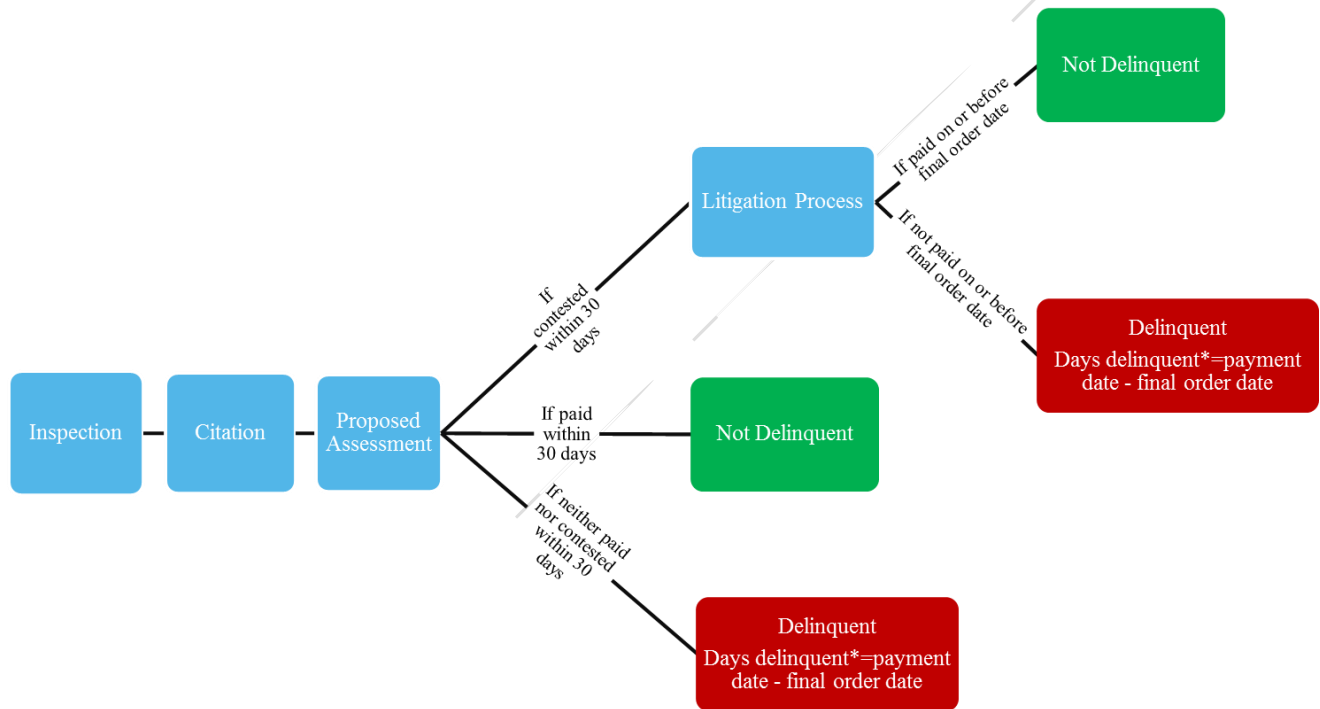 Inspection
Citation
Proposed
Assessment
If
contested
within 30
days
Litigation Process
If paid on or before
final order date
Not Delinquent
If not paid on or before
final order date
Delinquent
Days delinquent*=payment
date - final order date
If paid
within
30 days
Not Delinquent
If neither paid
nor contested
within 30
days
Delinquent
Days delinquent*=payment
date - final order date